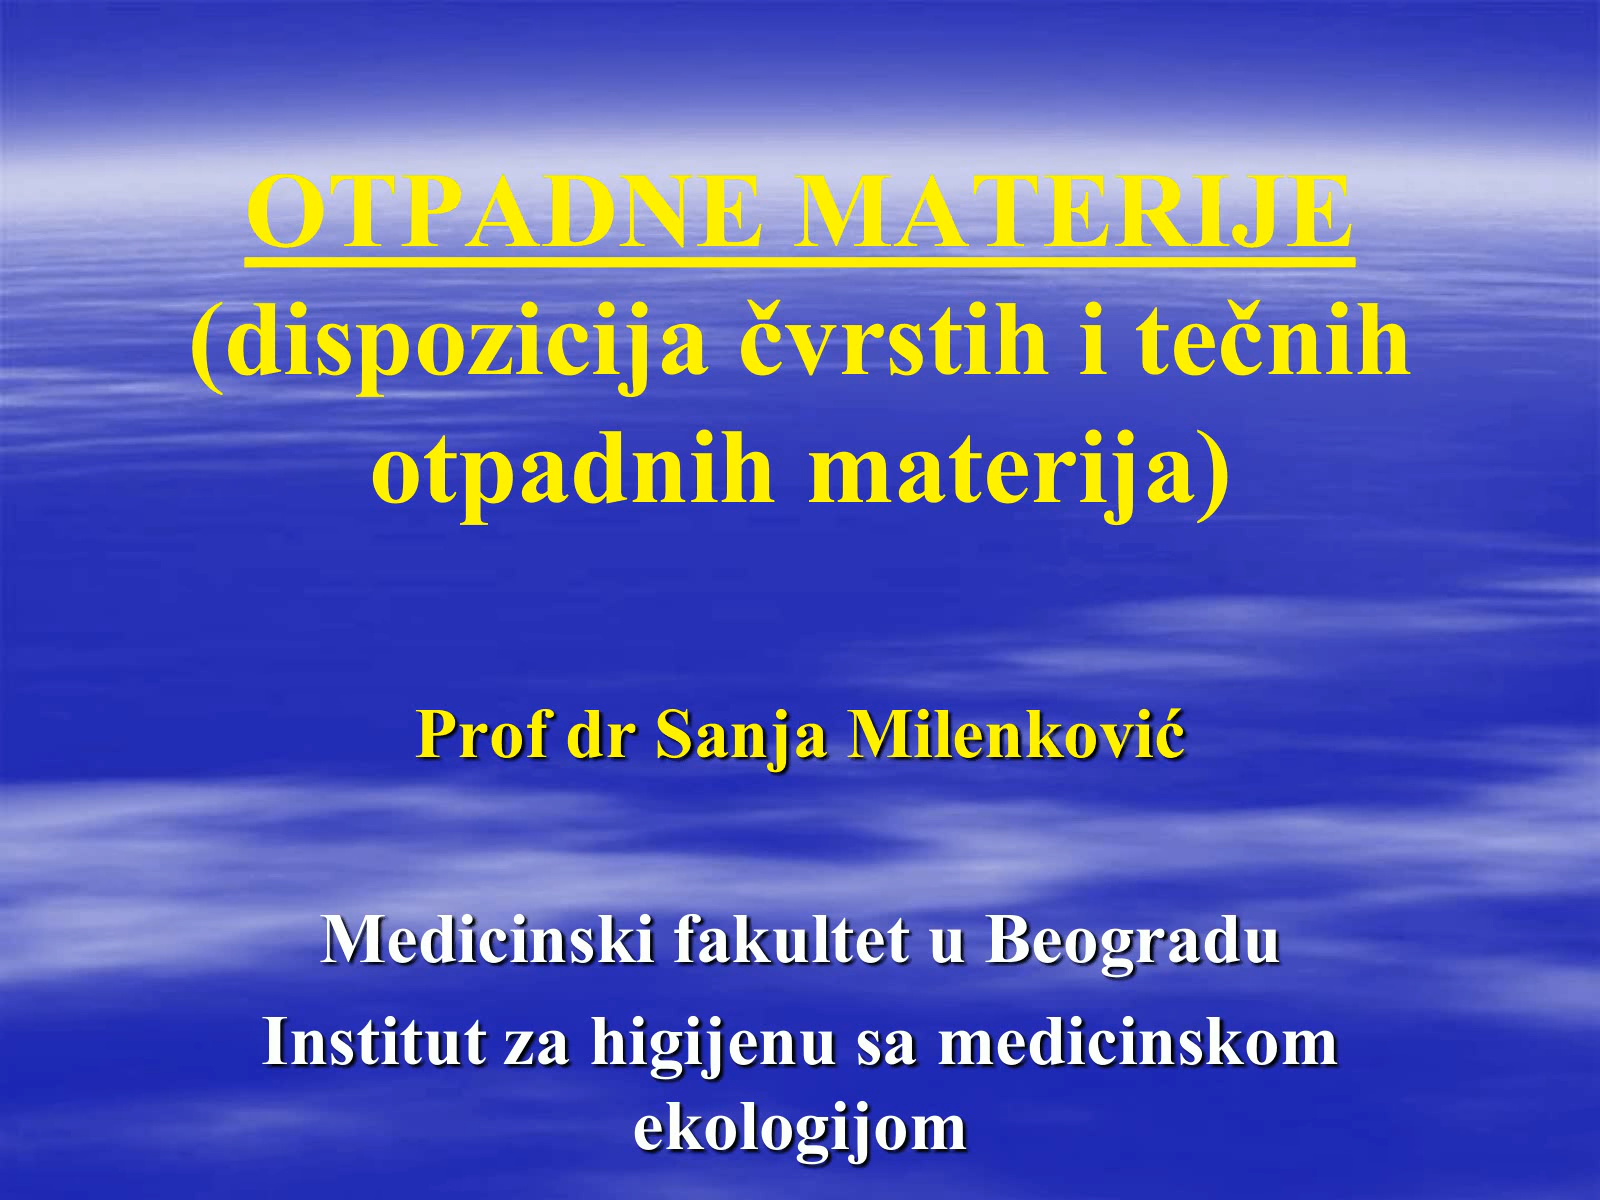 OTPADNE MATERIJE
(dispozicija čvrstih i tečnih
otpadnih materija)
Prof dr Sanja Milenković
Medicinski fakultet u Beogradu
Institut za higijenu sa medicinskom
ekologijom